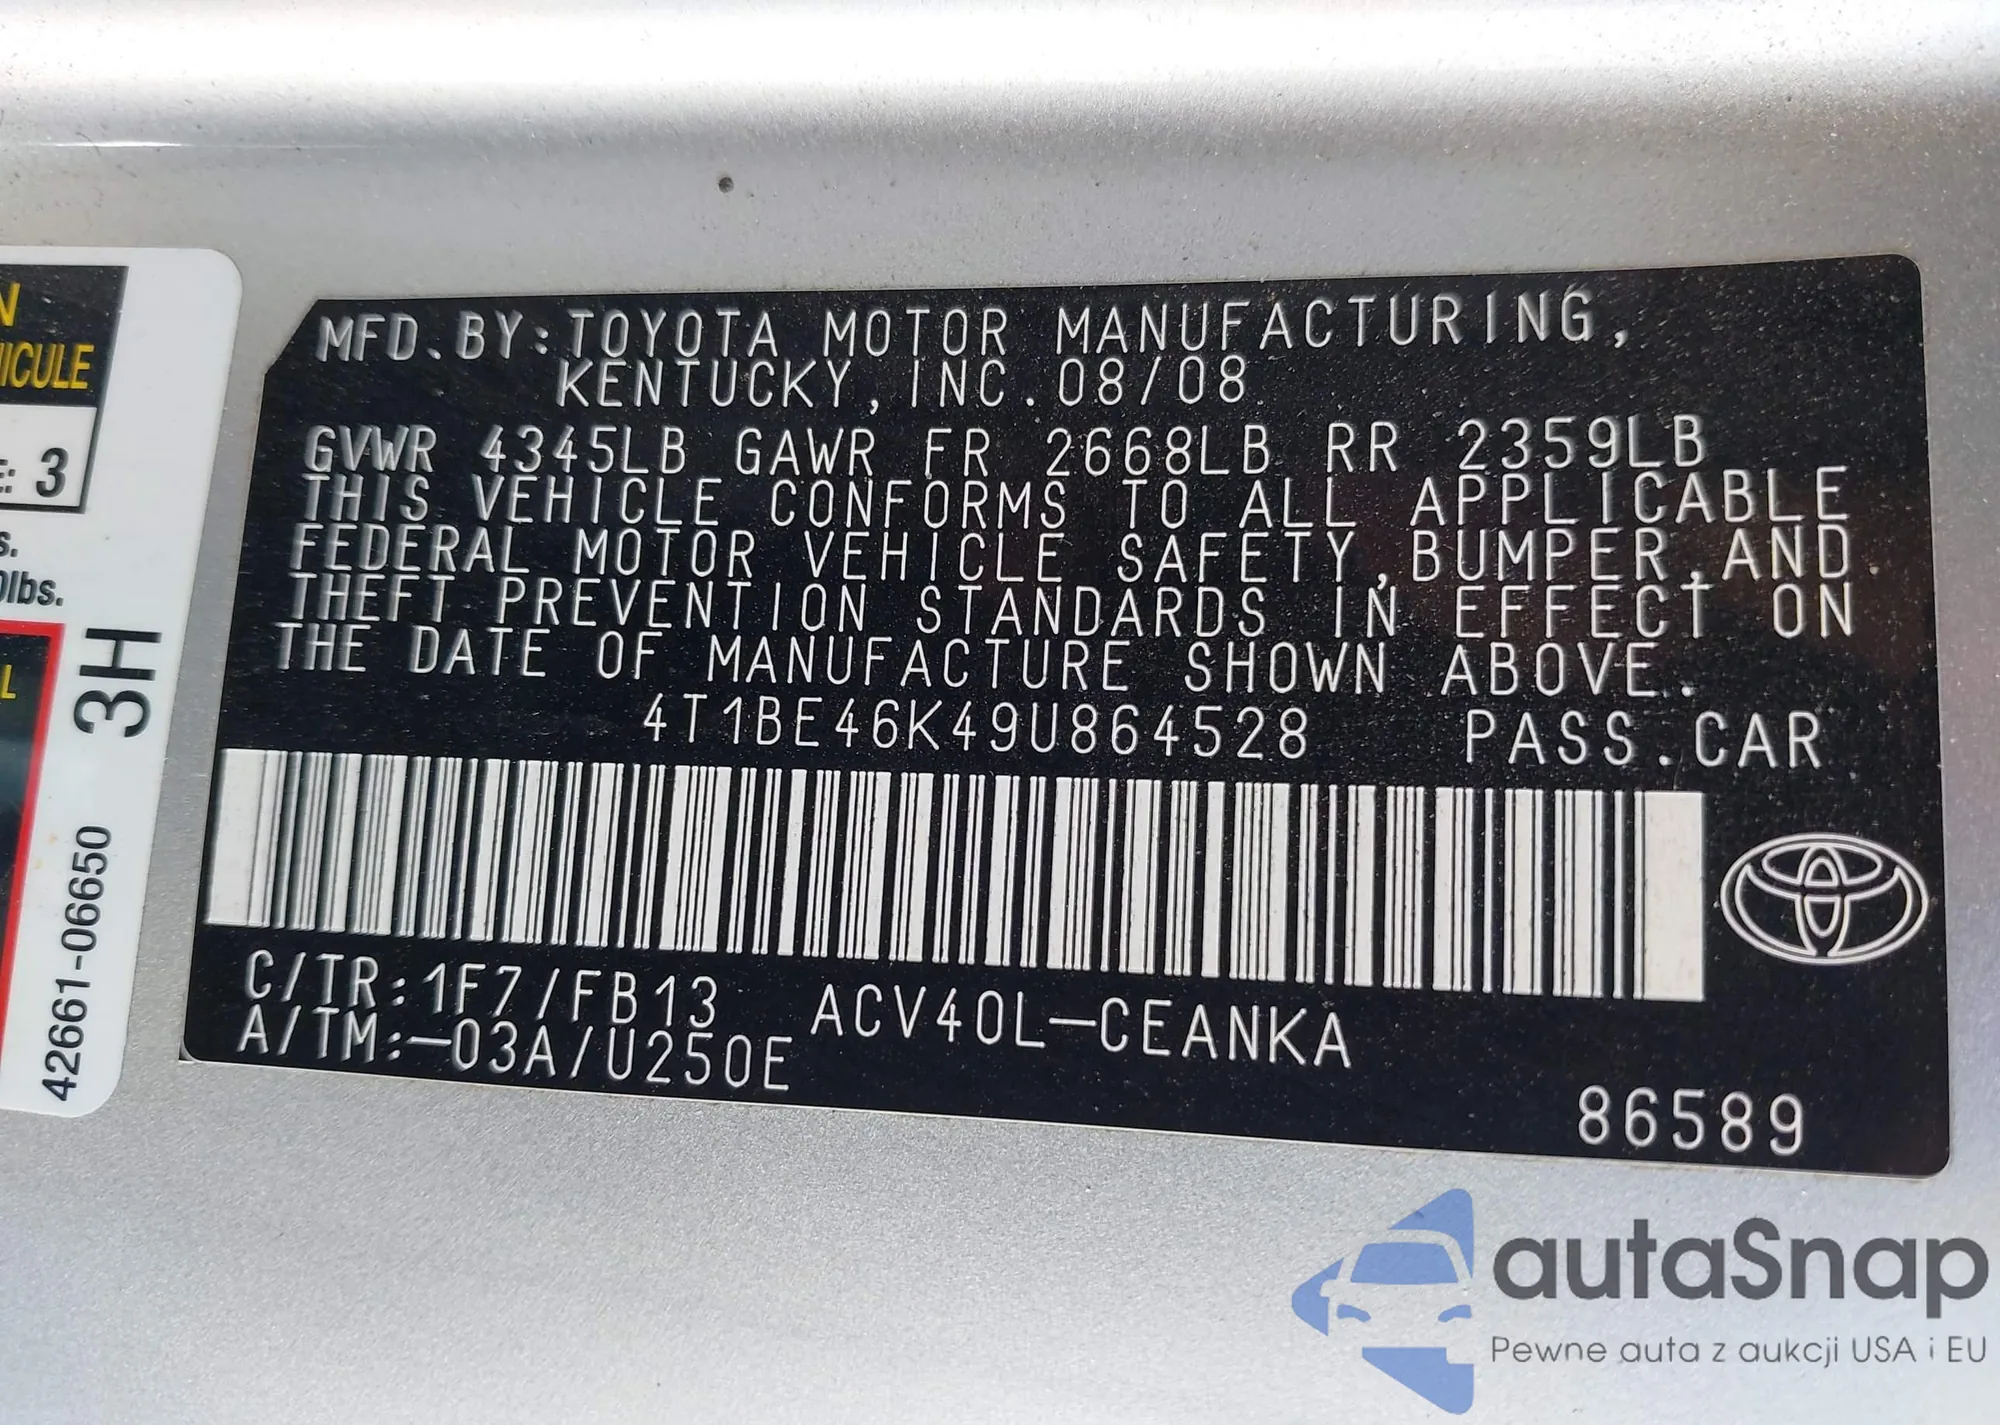 N
ICULE
E: 3
s.
0lbs.
L
3H
42661-06650
MFD.BY:TOYOTA MOTOR MANUFACTURING,
KENTUCKY,INC.08/08
GVWR 4345LB GAWR FR 2668LB RR 2359LB
THIS VEHICLE CONFORMS TO ALL APPLICABLE
FEDERAL MOTOR VEHICLE SAFETY,BUMPER,AND
THEFT PREVENTION STANDARDS IN EFFECT ON
THE DATE OF MANUFACTURE SHOWN ABOVE.
4T1BE46K49U864528 PASS.CAR
C/TR:1F7/FB13 ACV40L-CEANKA
A/TM:-03A/U250E
86589
autaSnap
Pewne auta z aukcji USA i EU